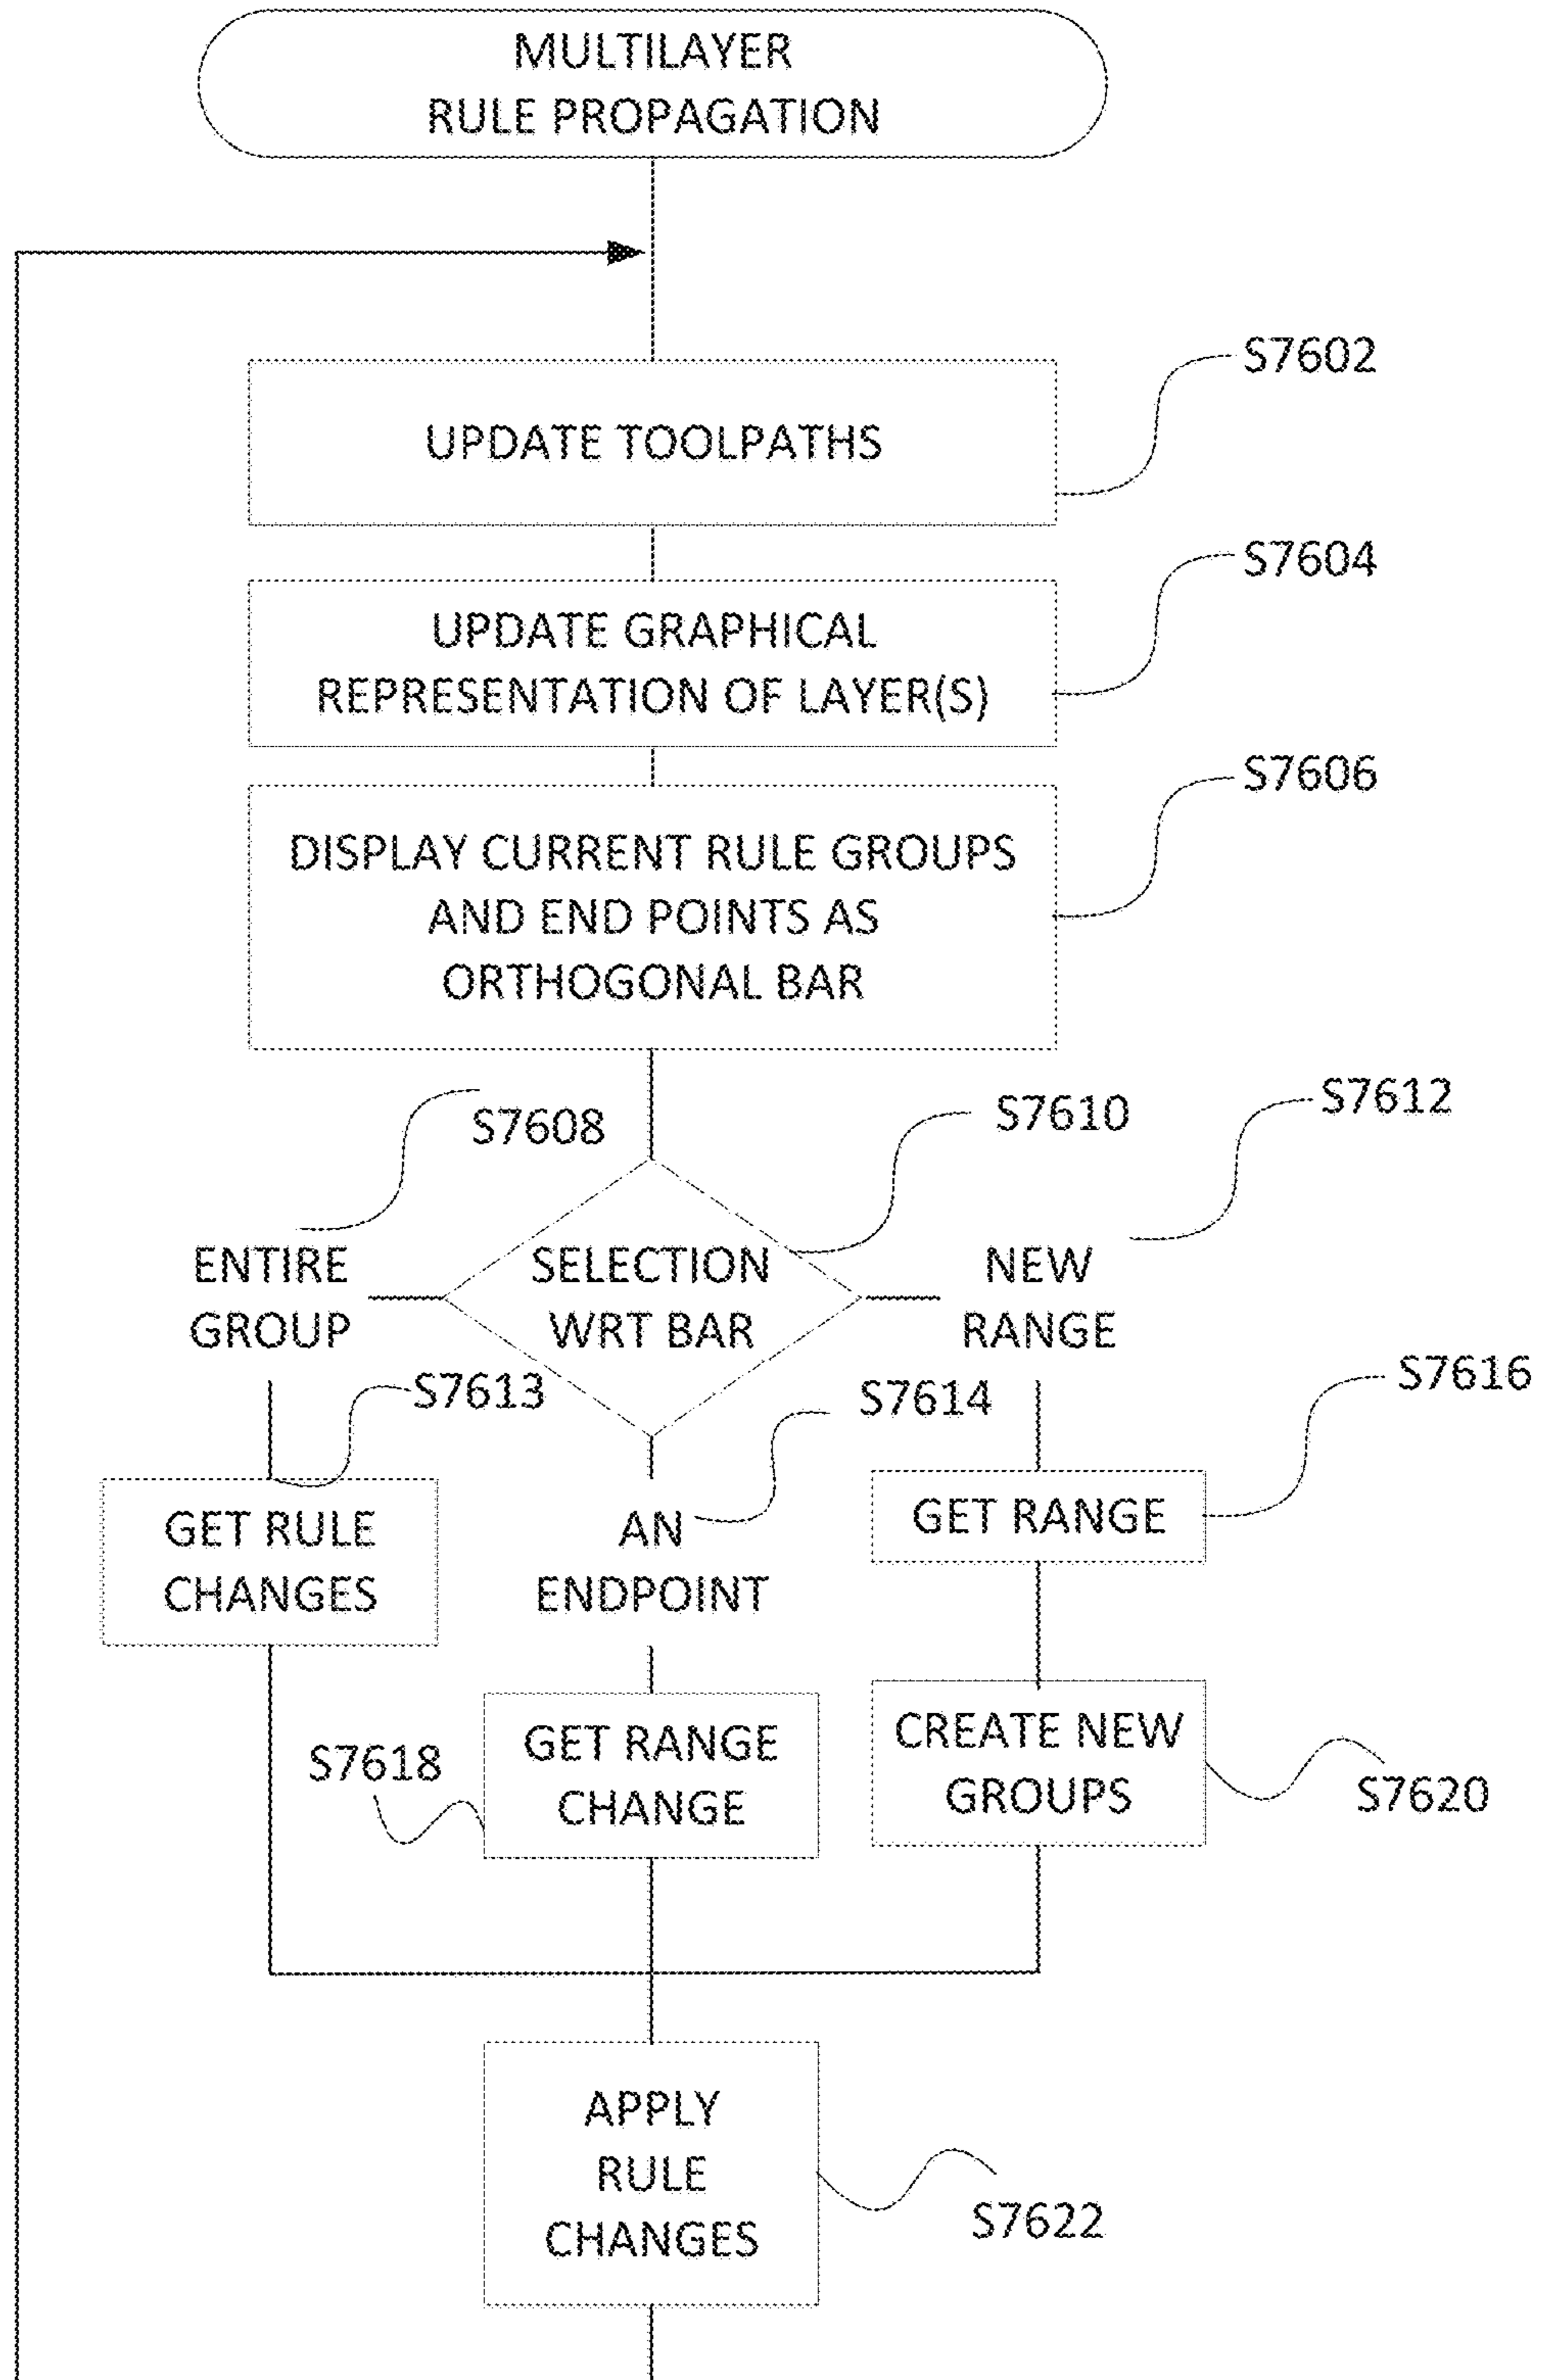 MULTILAYER
RULE PROPAGATION
S7602
UPDATE TOOLPATHS
S7604
UPDATE GRAPHICAL
REPRESENTATION OF LAYER(S)
S7606
DISPLAY CURRENT RULE GROUPS
AND END POINTS AS
ORTHOGONAL BAR
S7608
S7610
S7612
ENTIRE
GROUP
SELECTION
WRT BAR
NEW
RANGE
S7613
S7614
S7616
GET RULE
CHANGES
AN
ENDPOINT
GET RANGE
S7618
GET RANGE
CHANGE
CREATE NEW
GROUPS
S7620
APPLY
RULE
CHANGES
S7622